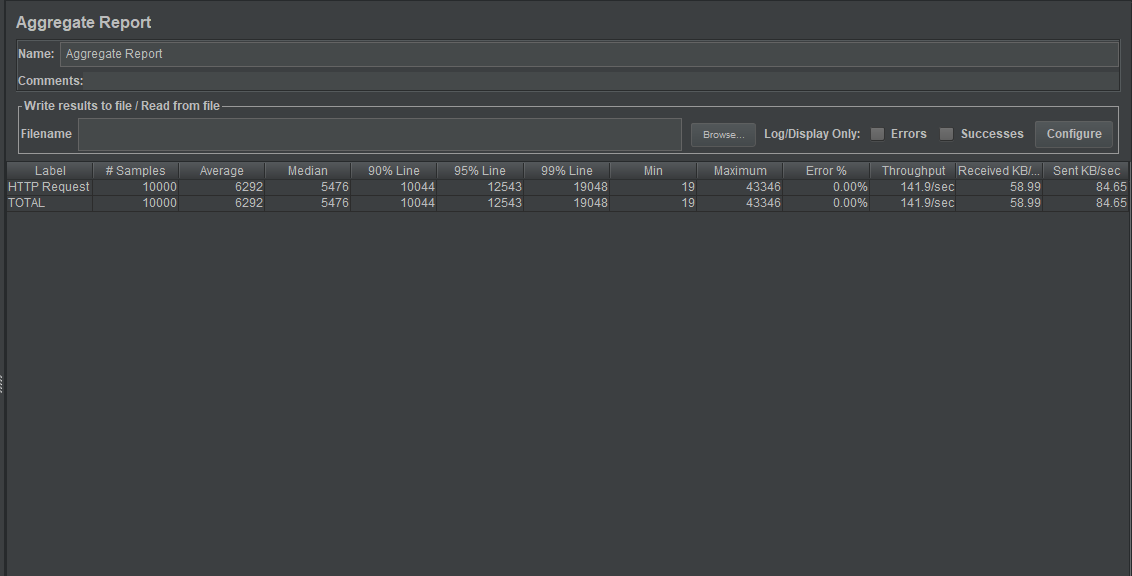 Aggregate Report
Name: Aggregate Report
Comments:
Write results to file / Read from file
Filename Browse... Log/Display Only: Errors Successes Configure
Label # Samples Average Median 90% Line 95% Line 99% Line Min Maximum Error % Throughput Received KB/... Sent KB/sec
HTTP Request 10000 6292 5476 10044 12543 19048 19 43346 0.00% 141.9/sec 58.99 84.65
TOTAL 10000 6292 5476 10044 12543 19048 19 43346 0.00% 141.9/sec 58.99 84.65